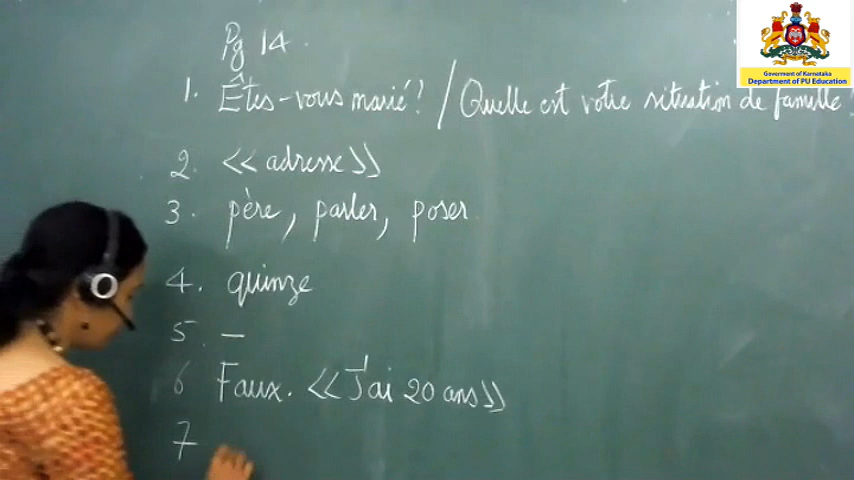 Pg 14.
1. Êtes-vous marié? / Quelle est votre situation de famille?
2. <<adresse>>
3. père, parler, poser
4. quinze
5. –
6 Faux. <<J'ai 20 ans>>
7
Goverment of Karnataka
Department of PU Education